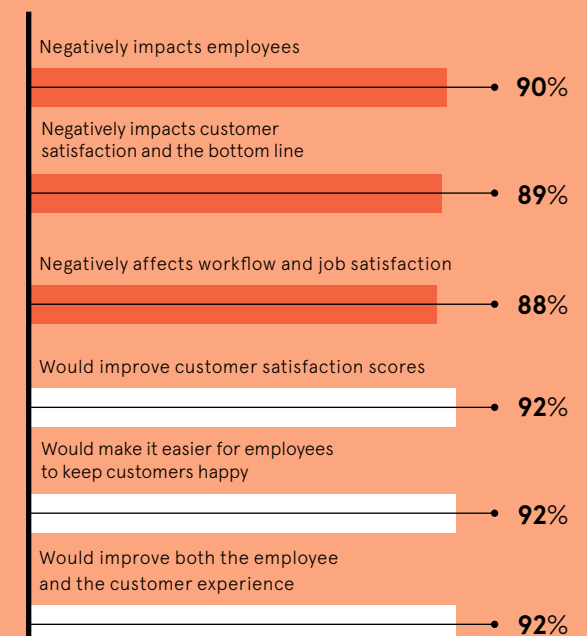 Negatively impacts employees
90%
Negatively impacts customer
satisfaction and the bottom line
89%
Negatively affects workflow and job satisfaction
88%
Would improve customer satisfaction scores
92%
Would make it easier for employees
to keep customers happy
92%
Would improve both the employee
and the customer experience
92%